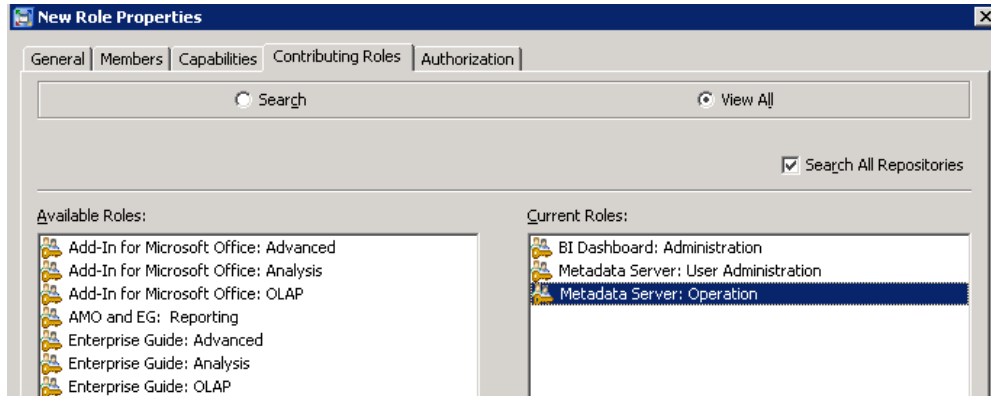 New Role Properties
General Members Capabilities Contributing Roles Authorization
Search View All
Search All Repositories
Available Roles: Current Roles:
Add-In for Microsoft Office: Advanced BI Dashboard: Administration
Add-In for Microsoft Office: Analysis Metadata Server: User Administration
Add-In for Microsoft Office: OLAP Metadata Server: Operation
AMO and EG: Reporting
Enterprise Guide: Advanced
Enterprise Guide: Analysis
Enterprise Guide: OLAP